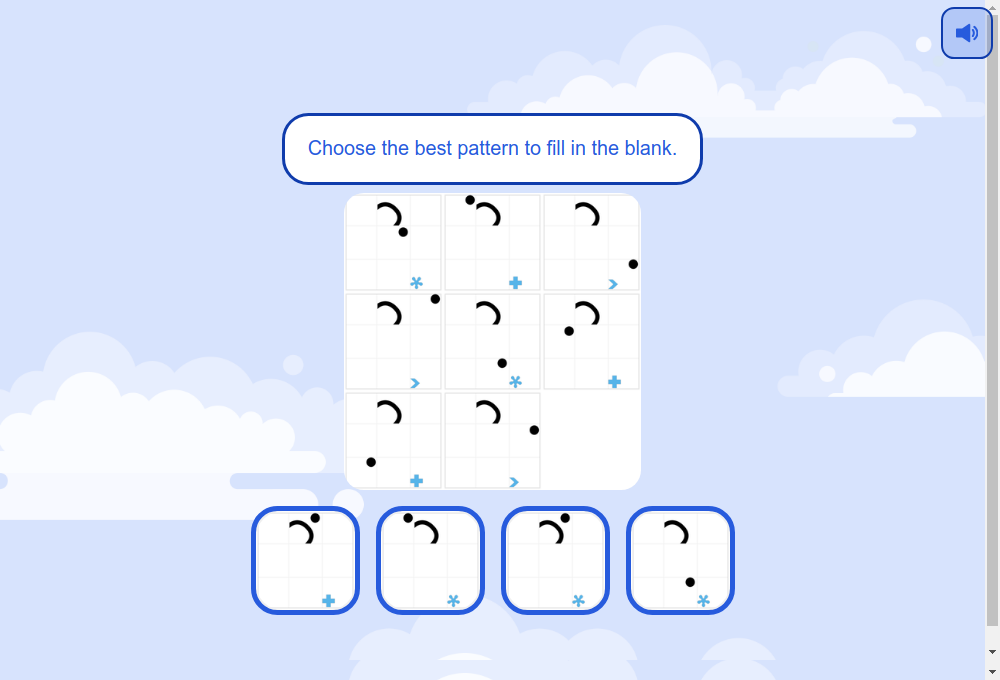 Choose the best pattern to fill in the blank.